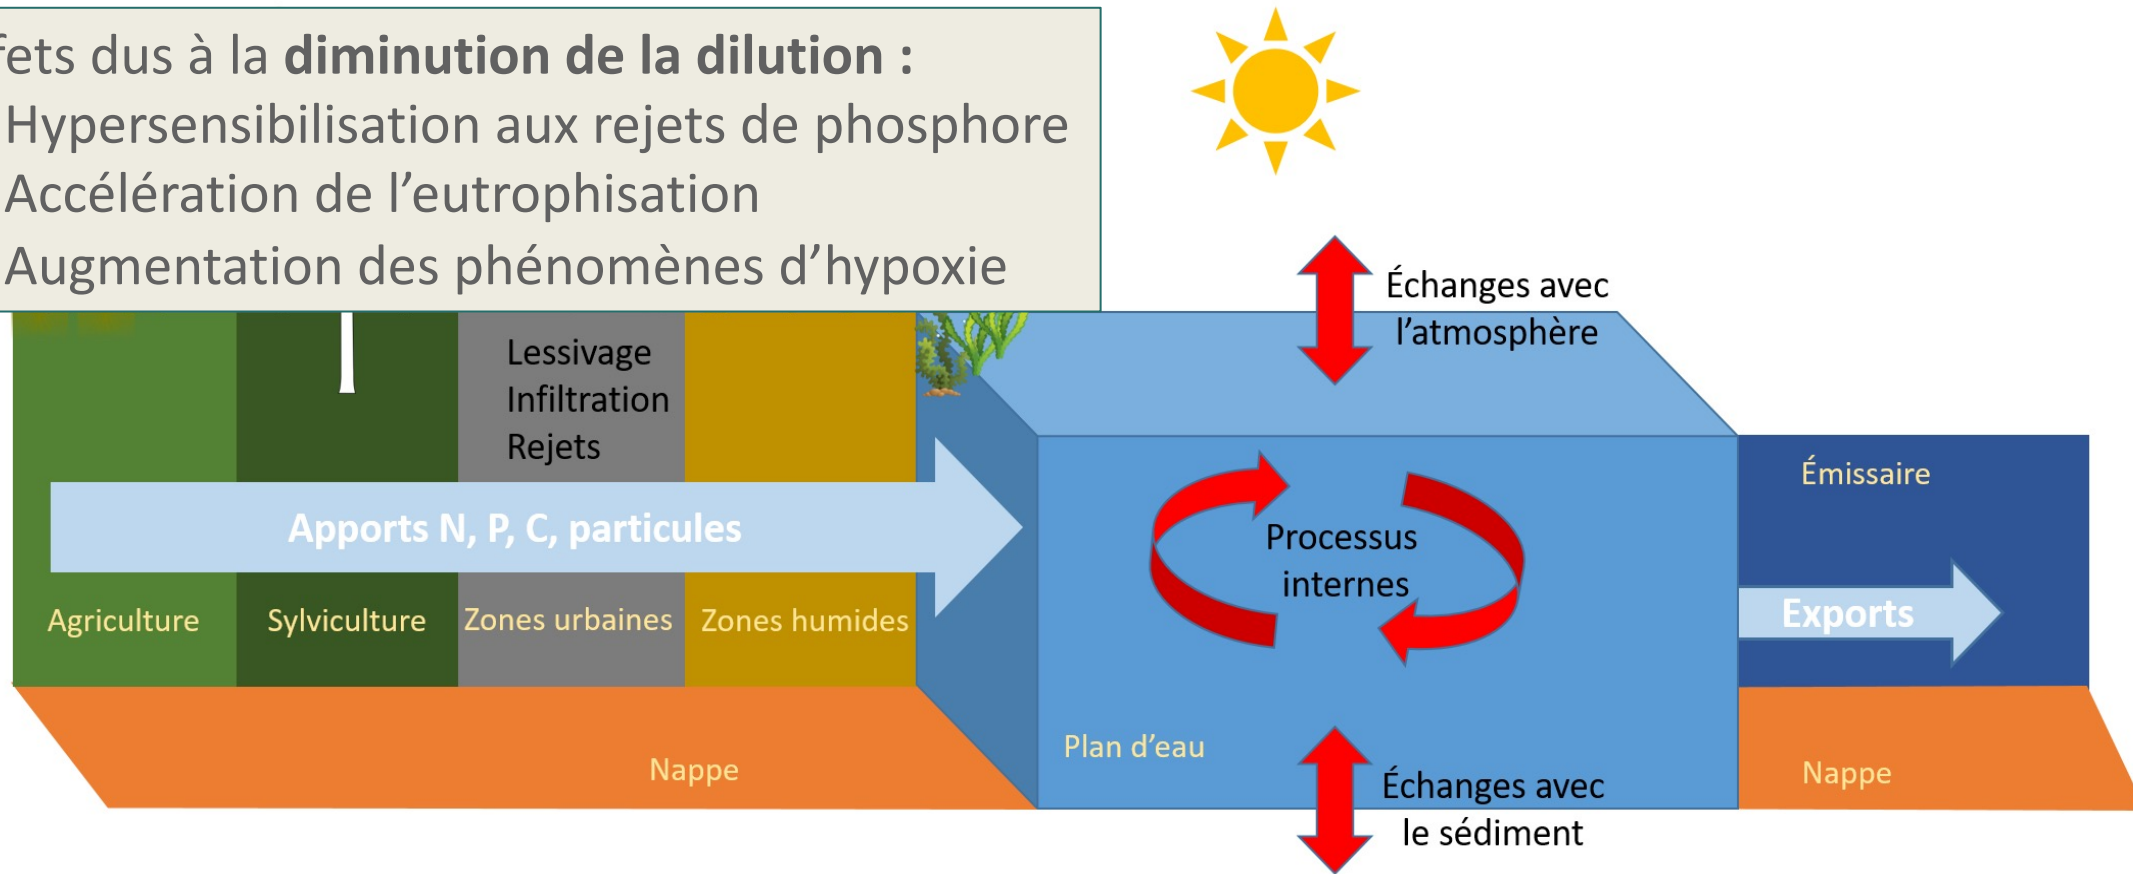 fets dus à la diminution de la dilution :
Hypersensibilisation aux rejets de phosphore
Accélération de l’eutrophisation
Augmentation des phénomènes d’hypoxie
Échanges avec
l’atmosphère
Lessivage
Infiltration
Rejets
Émissaire
Apports N, P, C, particules
Processus
internes
Agriculture
Sylviculture
Zones urbaines
Zones humides
Exports
Plan d’eau
Nappe
Nappe
Échanges avec
le sédiment